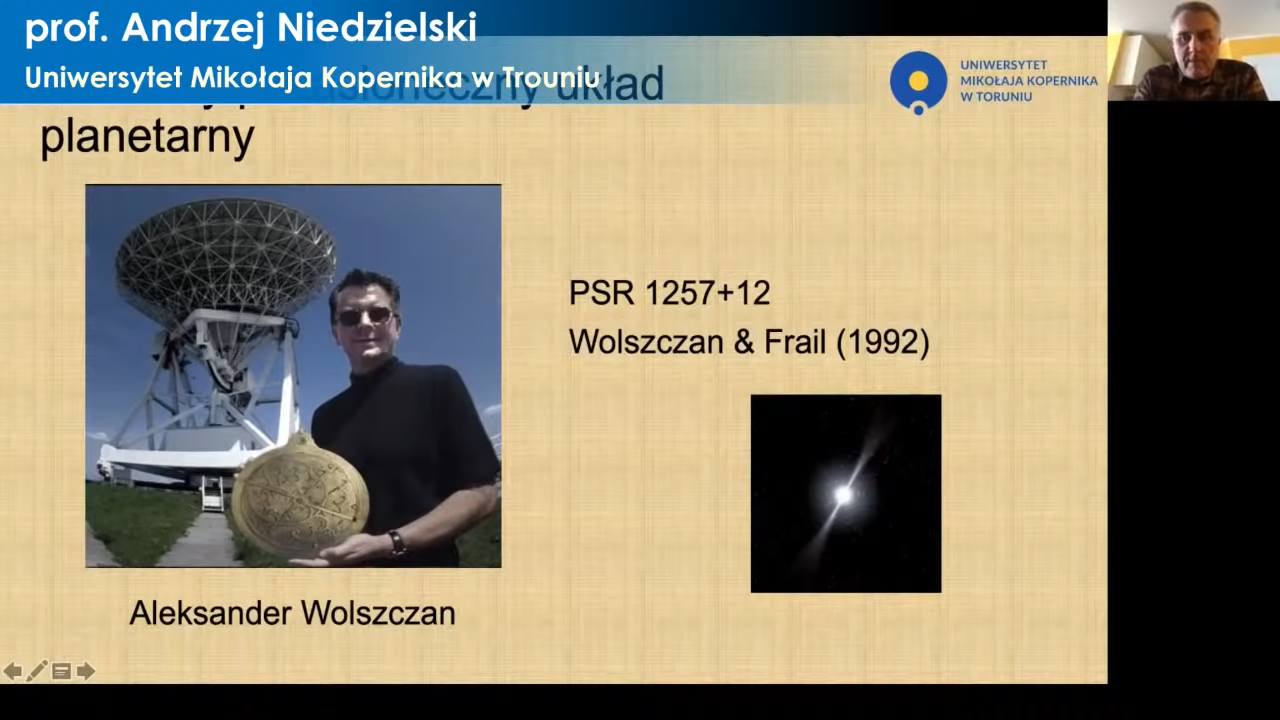 prof. Andrzej Niedzielski
Uniwersytet Mikołaja Kopernika w Trouniu
układ
planetarny
UNIWERSYTET
MIKOŁAJA KOPERNIKA
W TORUNIU
PSR 1257+12
Wolszczan & Frail (1992)
Aleksander Wolszczan